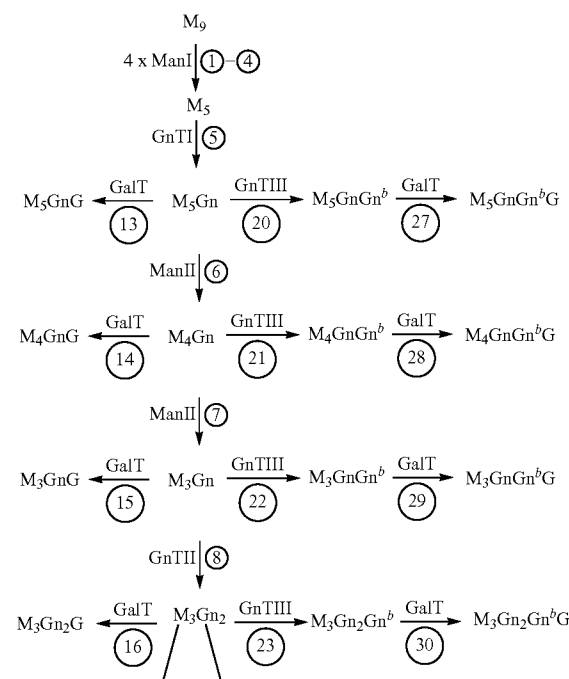 M₉
4 x ManI ①–④
M₅
GnTI ⑤
M₅GnG GalT ⑬ M₅Gn GnTIII ⑳ M₅GnGnᵇ GalT ㉗ M₅GnGnᵇG
ManII ⑥
M₄GnG GalT ⑭ M₄Gn GnTIII ㉑ M₄GnGnᵇ GalT ㉘ M₄GnGnᵇG
ManII ⑦
M₃GnG GalT ⑮ M₃Gn GnTIII ㉒ M₃GnGnᵇ GalT ㉙ M₃GnGnᵇG
GnTII ⑧
M₃Gn₂G GalT ⑯ M₃Gn₂ GnTIII ㉓ M₃Gn₂Gnᵇ GalT ㉚ M₃Gn₂GnᵇG